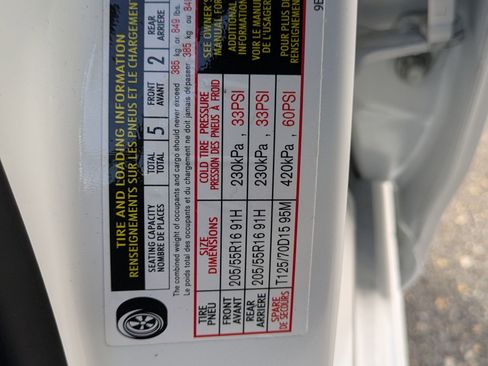 TIRE AND LOADING INFORMATION
RENSEIGNEMENTS SUR LES PNEUS ET LE CHARGEMENT
SEATING CAPACITY
NOMBRE DE PLACES
TOTAL
TOTAL
5
FRONT
AVANT
2
REAR
ARRIÈRE
The combined weight of occupants and cargo should never exceed 385 kg or 849 lbs.
Le poids total des occupants et du chargement ne doit jamais dépasser 385 kg ou 849
TIRE
PNEU
SIZE
DIMENSIONS
COLD TIRE PRESSURE
PRESSION DES PNEUS À FROID
SEE OWNER'S
MANUAL FOR
ADDITIONAL
INFORMATION
VOIR LE MANUEL
DE L'USAGER
POUR PLUS DE
RENSEIGNEMENTS
FRONT
AVANT
205/55R16 91H
230kPa , 33PSI
REAR
ARRIÈRE
205/55R16 91H
230kPa , 33PSI
SPARE
DE SECOURS
T125/70D15 95M
420kPa , 60PSI